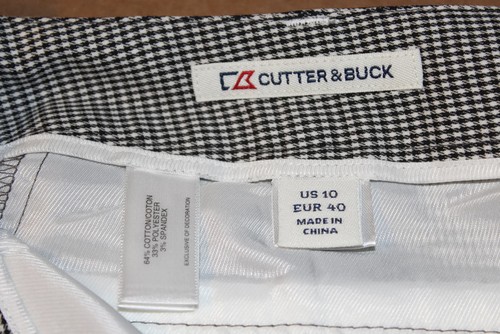 CUTTER & BUCK
US 10
EUR 40
MADE IN
CHINA
64% COTTON/COTON
33% POLYESTER
3% SPANDEX
EXCLUSIVE OF DECORATION